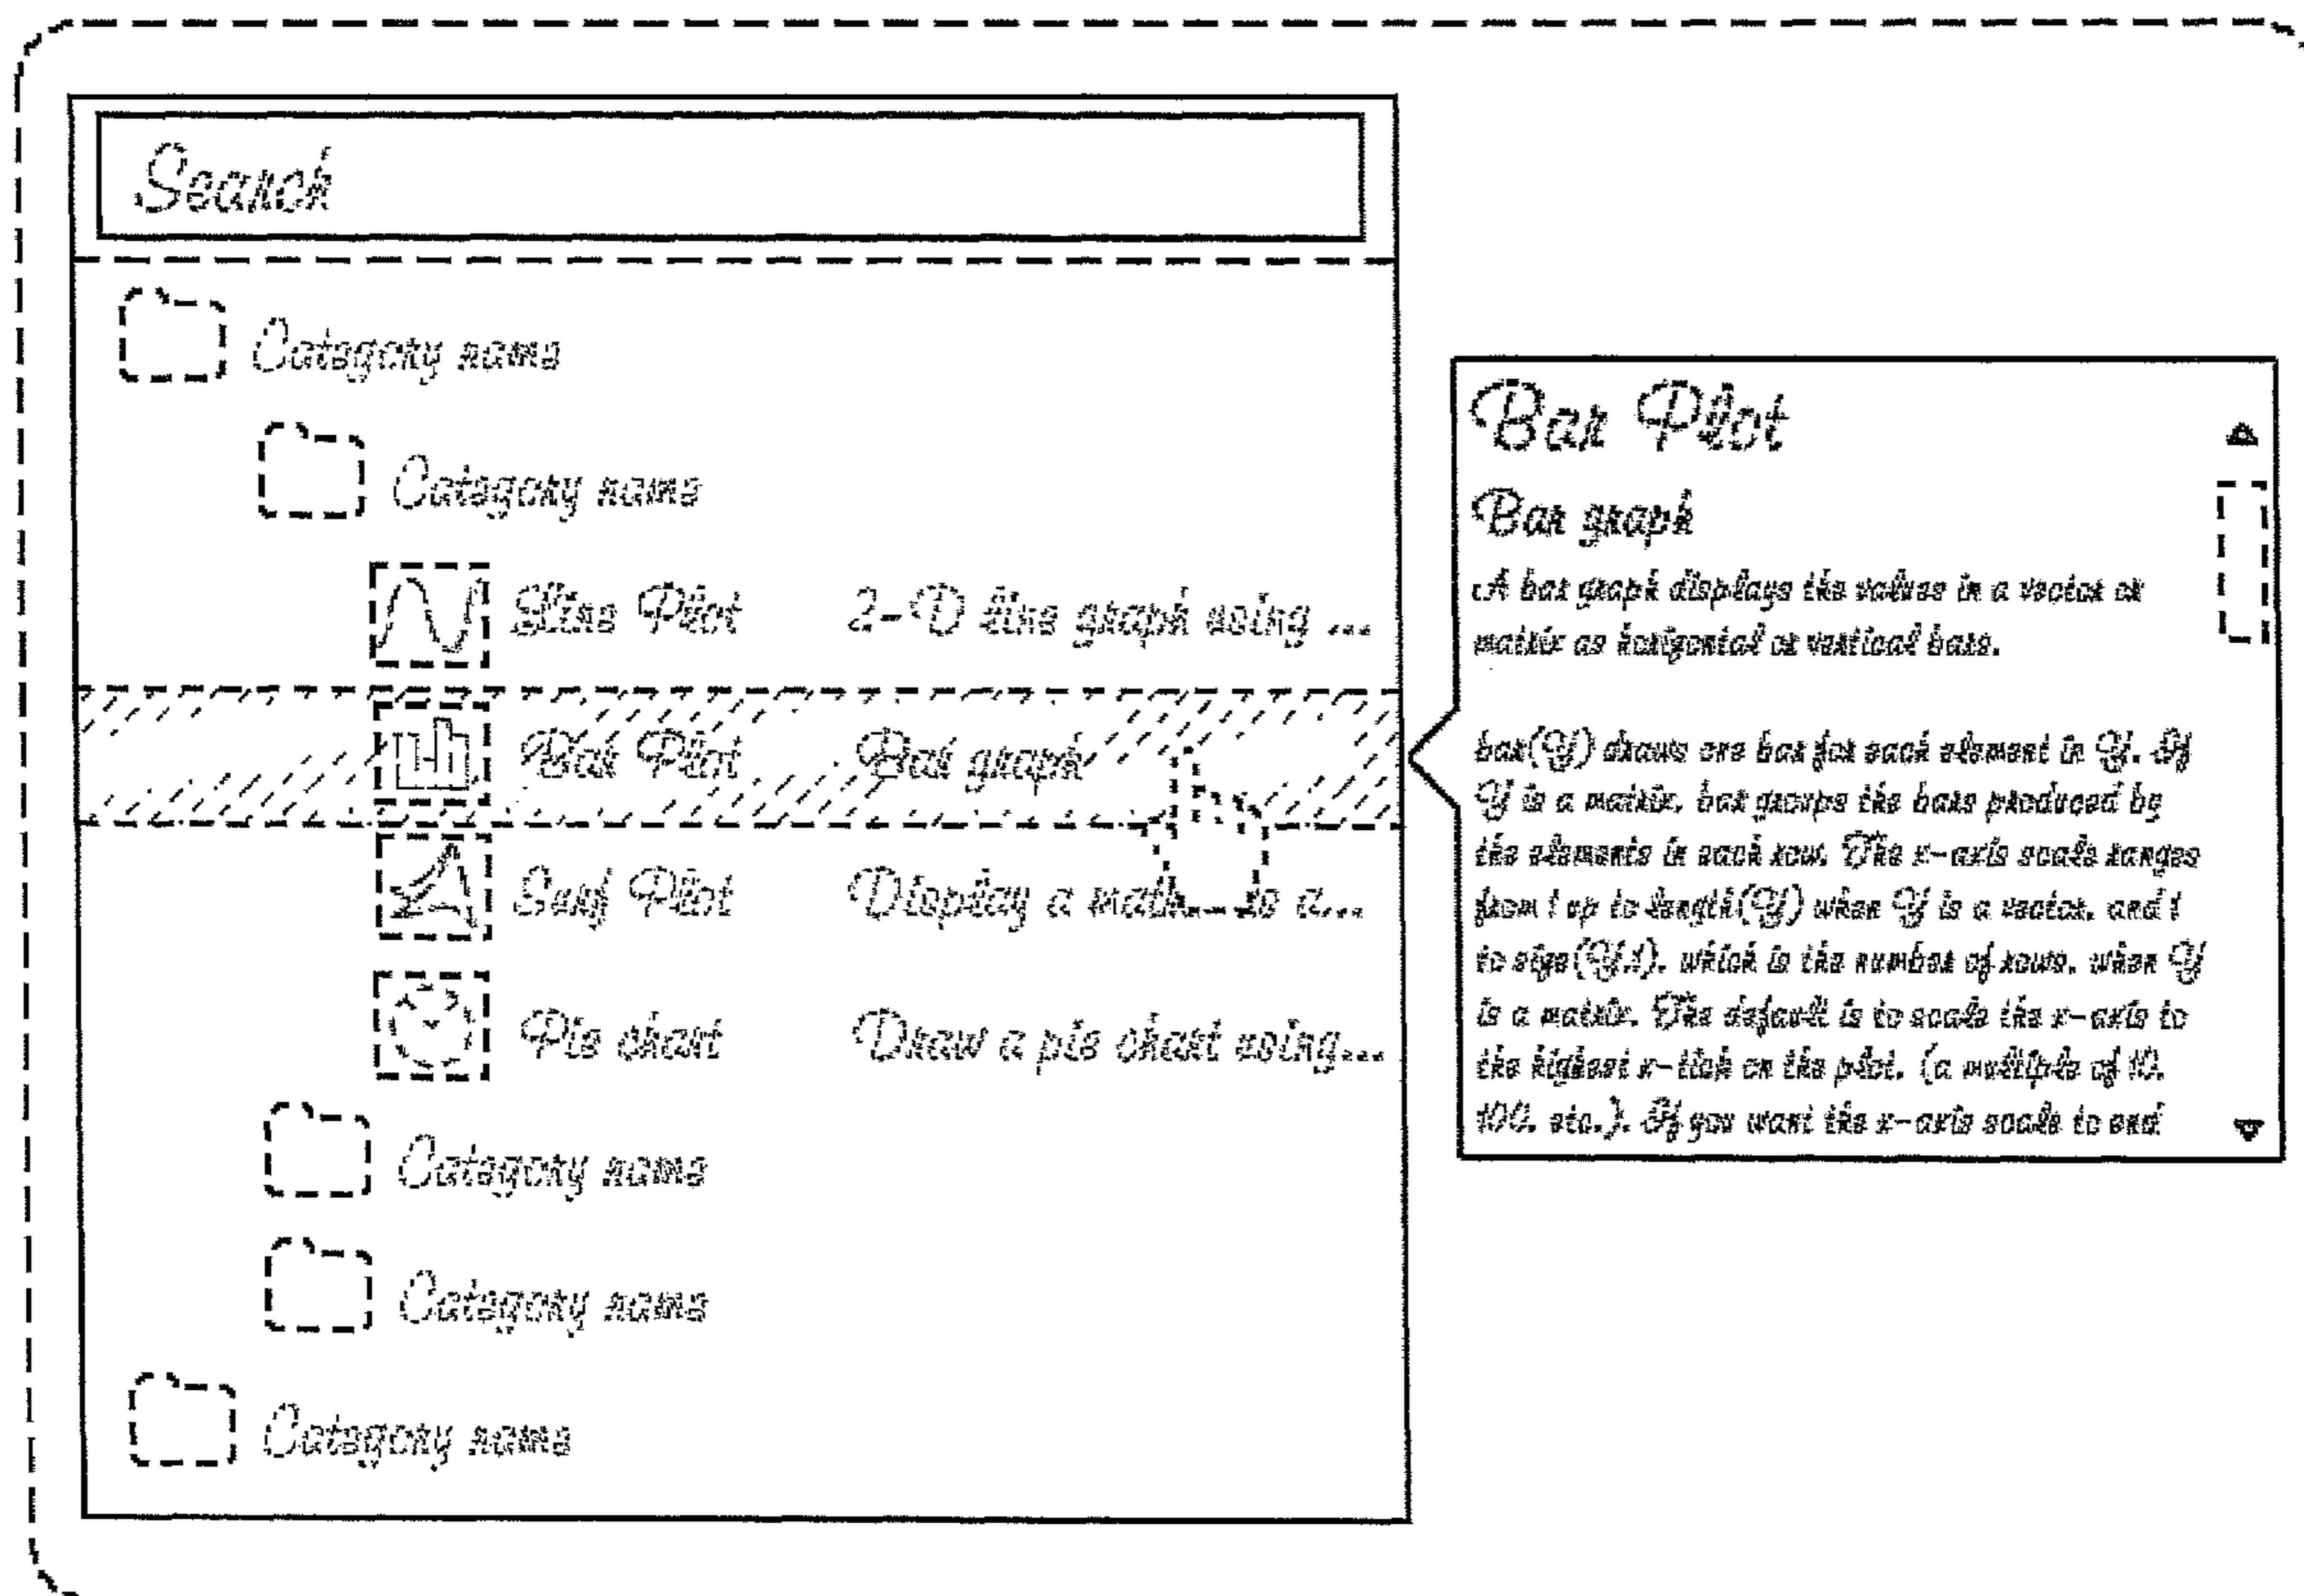 Search
Category name
Category name
Line Plot 2-D line graph using ...
Bar Plot Bar graph
Surf Plot Display a to a...
Pie chart Draw a pie chart using...
Category name
Category name
Category name
Bar Plot
Bar graph
A bar graph displays the values in a vector or
matrix as horizontal or vertical bars.
bar(Y) draws one bar for each element in Y. If
Y is a matrix, bar groups the bars produced by
the elements in each row. The x-axis scale ranges
from 1 up to length(Y) when Y is a vector, and 1
to size(Y,1), which is the number of rows, when Y
is a matrix. The default is to scale the x-axis to
the highest x-tick on the plot, (a multiple of 10,
100, etc.). If you want the x-axis scale to end